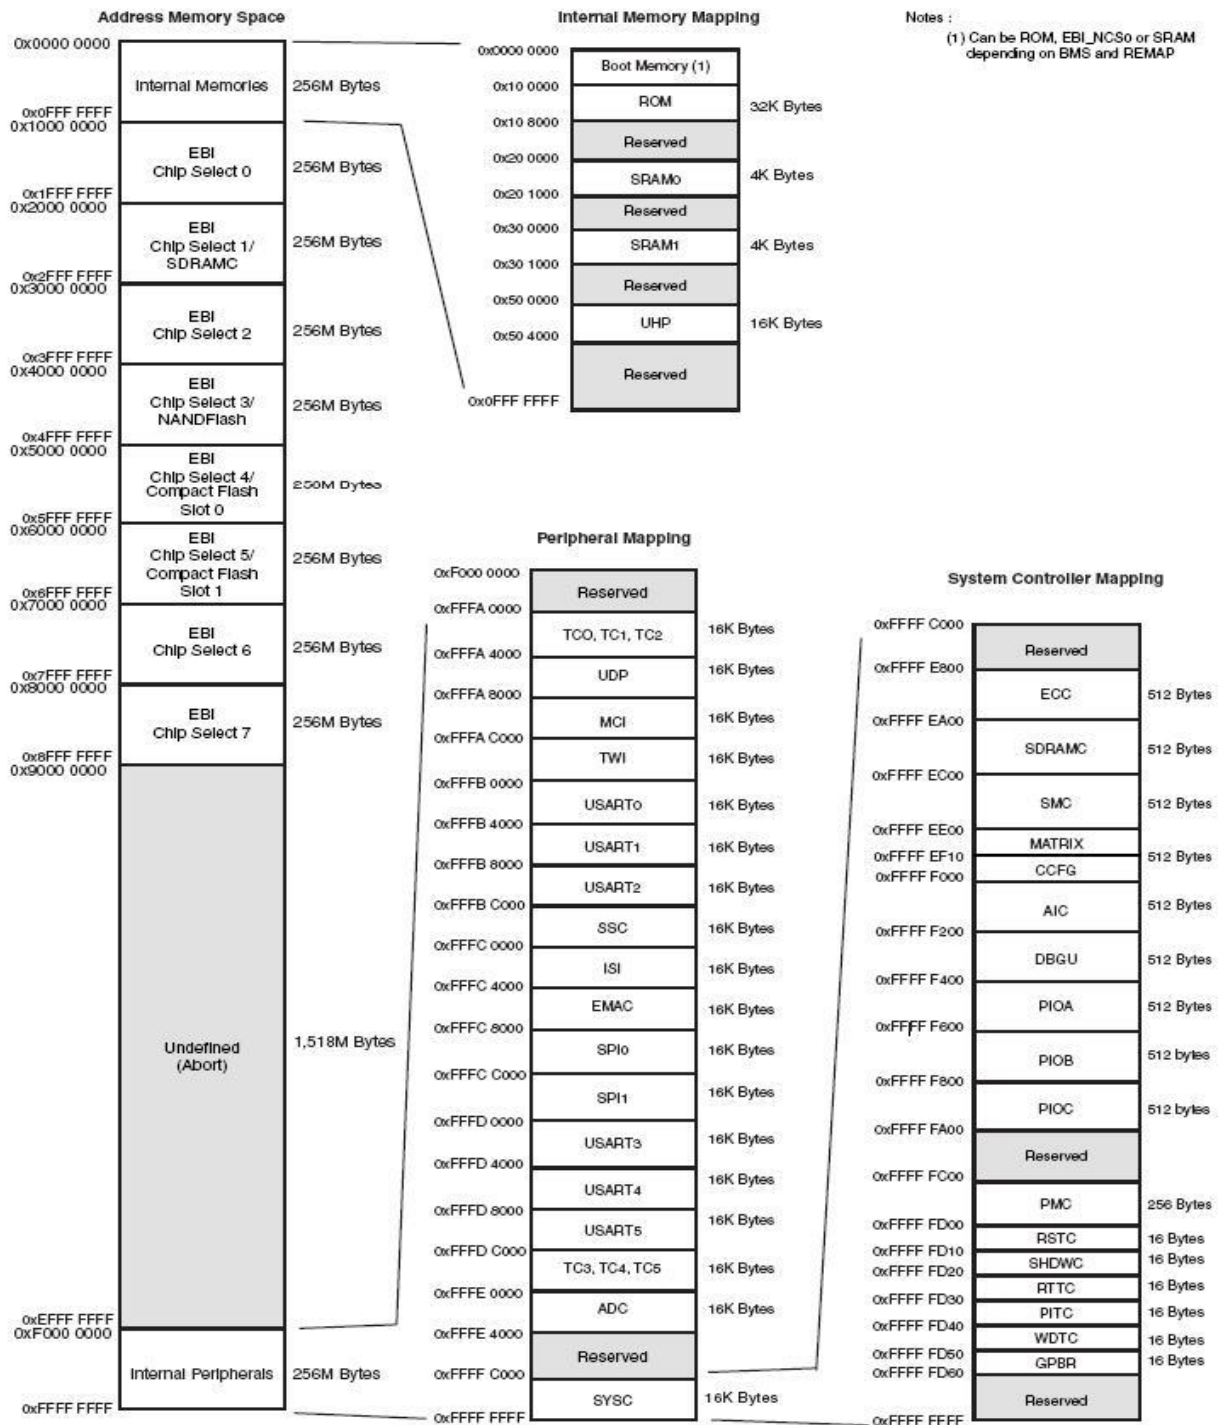 Address Memory Space
0x0000 0000
Internal Memories
256M Bytes
0x0FFF FFFF
0x1000 0000
EBI
Chip Select 0
256M Bytes
0x1FFF FFFF
0x2000 0000
EBI
Chip Select 1/
SDRAMC
256M Bytes
0x2FFF FFFF
0x3000 0000
EBI
Chip Select 2
256M Bytes
0x3FFF FFFF
0x4000 0000
EBI
Chip Select 3/
NANDFlash
256M Bytes
0x4FFF FFFF
0x5000 0000
EBI
Chip Select 4/
Compact Flash
Slot 0
256M Bytes
0x5FFF FFFF
0x6000 0000
EBI
Chip Select 5/
Compact Flash
Slot 1
256M Bytes
0x6FFF FFFF
0x7000 0000
EBI
Chip Select 6
256M Bytes
0x7FFF FFFF
0x8000 0000
EBI
Chip Select 7
256M Bytes
0x8FFF FFFF
0x9000 0000
Undefined
(Abort)
1,518M Bytes
0xEFFF FFFF
0xF000 0000
Internal Peripherals
256M Bytes
0xFFFF FFFF
Internal Memory Mapping
0x0000 0000
Boot Memory (1)
0x10 0000
ROM
32K Bytes
0x10 8000
Reserved
0x20 0000
SRAM0
4K Bytes
0x20 1000
Reserved
0x30 0000
SRAM1
4K Bytes
0x30 1000
Reserved
0x50 0000
UHP
16K Bytes
0x50 4000
Reserved
0x0FFF FFFF
Notes :
(1) Can be ROM, EBI_NCS0 or SRAM
depending on BMS and REMAP
Peripheral Mapping
0xF000 0000
Reserved
0xFFFA 0000
TC0, TC1, TC2
16K Bytes
0xFFFA 4000
UDP
16K Bytes
0xFFFA 8000
MCI
16K Bytes
0xFFFA C000
TWI
16K Bytes
0xFFFB 0000
USART0
16K Bytes
0xFFFB 4000
USART1
16K Bytes
0xFFFB 8000
USART2
16K Bytes
0xFFFB C000
SSC
16K Bytes
0xFFFC 0000
ISI
16K Bytes
0xFFFC 4000
EMAC
16K Bytes
0xFFFC 8000
SPI0
16K Bytes
0xFFFC C000
SPI1
16K Bytes
0xFFFD 0000
USART3
16K Bytes
0xFFFD 4000
USART4
16K Bytes
0xFFFD 8000
USART5
16K Bytes
0xFFFD C000
TC3, TC4, TC5
16K Bytes
0xFFFE 0000
ADC
16K Bytes
0xFFFE 4000
Reserved
0xFFFF C000
SYSC
16K Bytes
0xFFFF FFFF
System Controller Mapping
0xFFFF C000
Reserved
0xFFFF E800
ECC
512 Bytes
0xFFFF EA00
SDRAMC
512 Bytes
0xFFFF EC00
SMC
512 Bytes
0xFFFF EE00
MATRIX
512 Bytes
0xFFFF EF10
CCFG
0xFFFF F000
AIC
512 Bytes
0xFFFF F200
DBGU
512 Bytes
0xFFFF F400
PIOA
512 Bytes
0xFFFF F600
PIOB
512 bytes
0xFFFF F800
PIOC
512 bytes
0xFFFF FA00
Reserved
0xFFFF FC00
PMC
256 Bytes
0xFFFF FD00
RSTC
16 Bytes
0xFFFF FD10
SHDWC
16 Bytes
0xFFFF FD20
RTTC
16 Bytes
0xFFFF FD30
PITC
16 Bytes
0xFFFF FD40
WDTC
16 Bytes
0xFFFF FD50
GPBR
16 Bytes
0xFFFF FD60
Reserved
0xFFFF FFFF